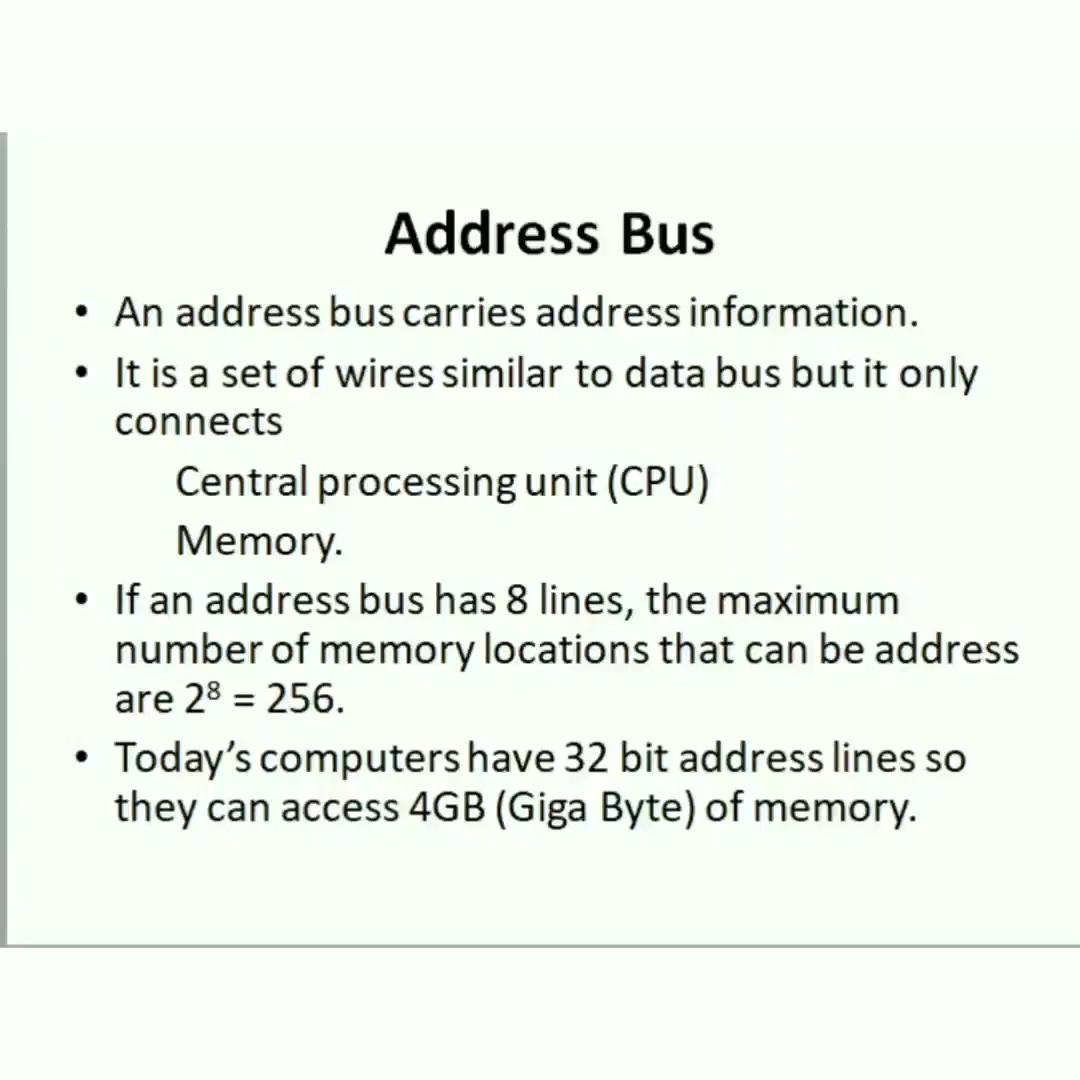 Address Bus
• An address bus carries address information.
• It is a set of wires similar to data bus but it only
connects
Central processing unit (CPU)
Memory.
• If an address bus has 8 lines, the maximum
number of memory locations that can be address
are 2⁸ = 256.
• Today’s computers have 32 bit address lines so
they can access 4GB (Giga Byte) of memory.